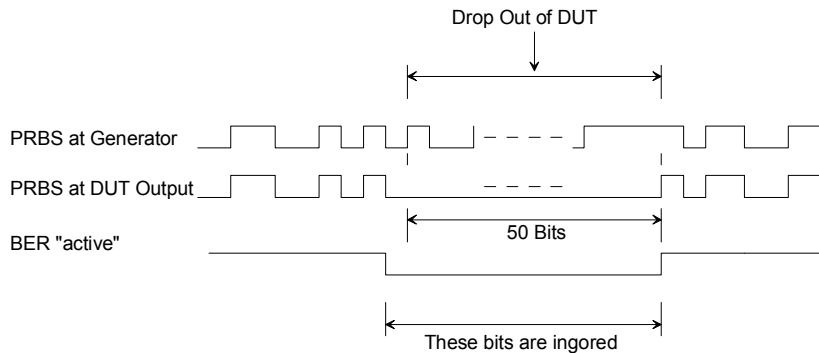 Drop Out of DUT
PRBS at Generator
PRBS at DUT Output
50 Bits
BER "active"
These bits are ingored